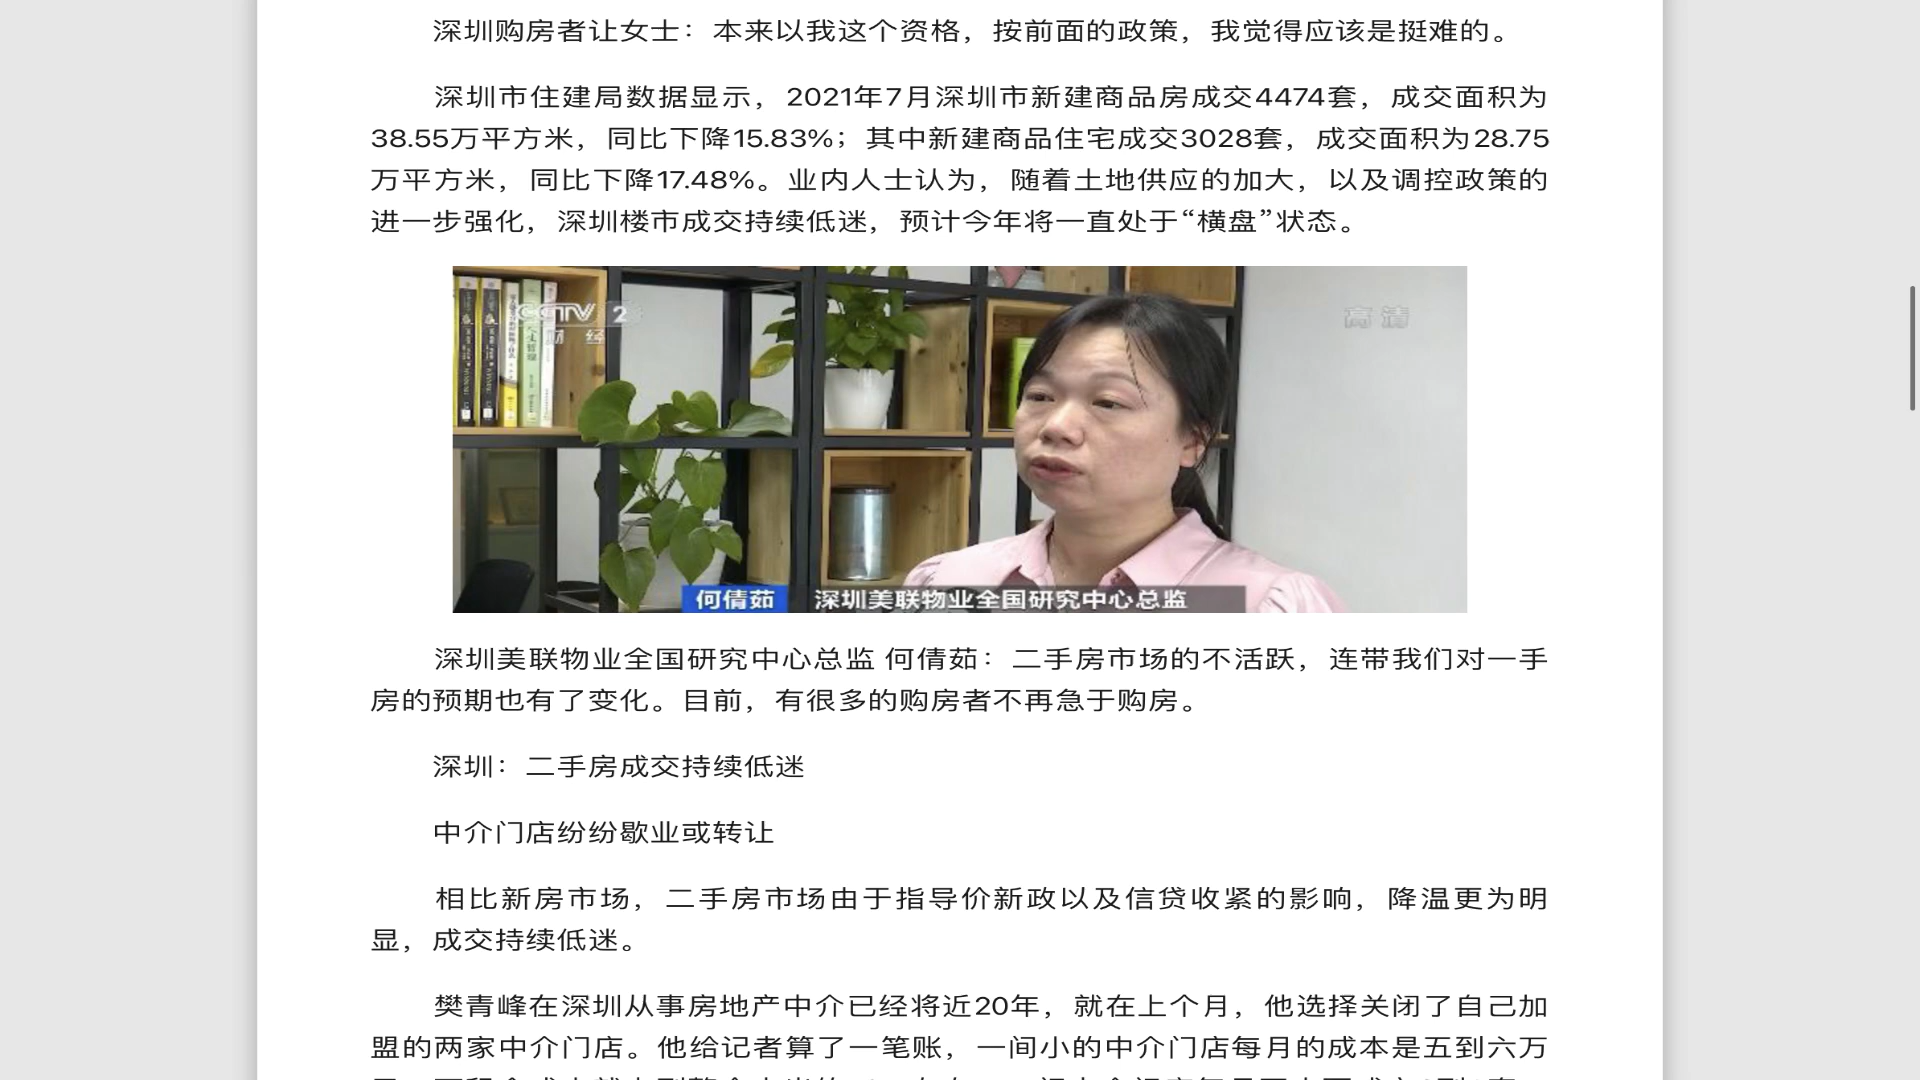 深圳购房者让女士：本来以我这个资格，按前面的政策，我觉得应该是挺难的。
深圳市住建局数据显示，2021年7月深圳市新建商品房成交4474套，成交面积为
38.55万平方米，同比下降15.83%；其中新建商品住宅成交3028套，成交面积为28.75
万平方米，同比下降17.48%。业内人士认为，随着土地供应的加大，以及调控政策的
进一步强化，深圳楼市成交持续低迷，预计今年将一直处于“横盘”状态。
CCTV 2
财 经
高清
何倩茹 深圳美联物业全国研究中心总监
深圳美联物业全国研究中心总监 何倩茹：二手房市场的不活跃，连带我们对一手
房的预期也有了变化。目前，有很多的购房者不再急于购房。
深圳：二手房成交持续低迷
中介门店纷纷歇业或转让
相比新房市场，二手房市场由于指导价新政以及信贷收紧的影响，降温更为明
显，成交持续低迷。
樊青峰在深圳从事房地产中介已经将近20年，就在上个月，他选择关闭了自己加
盟的两家中介门店。他给记者算了一笔账，一间小的中介门店每月的成本是五到六万